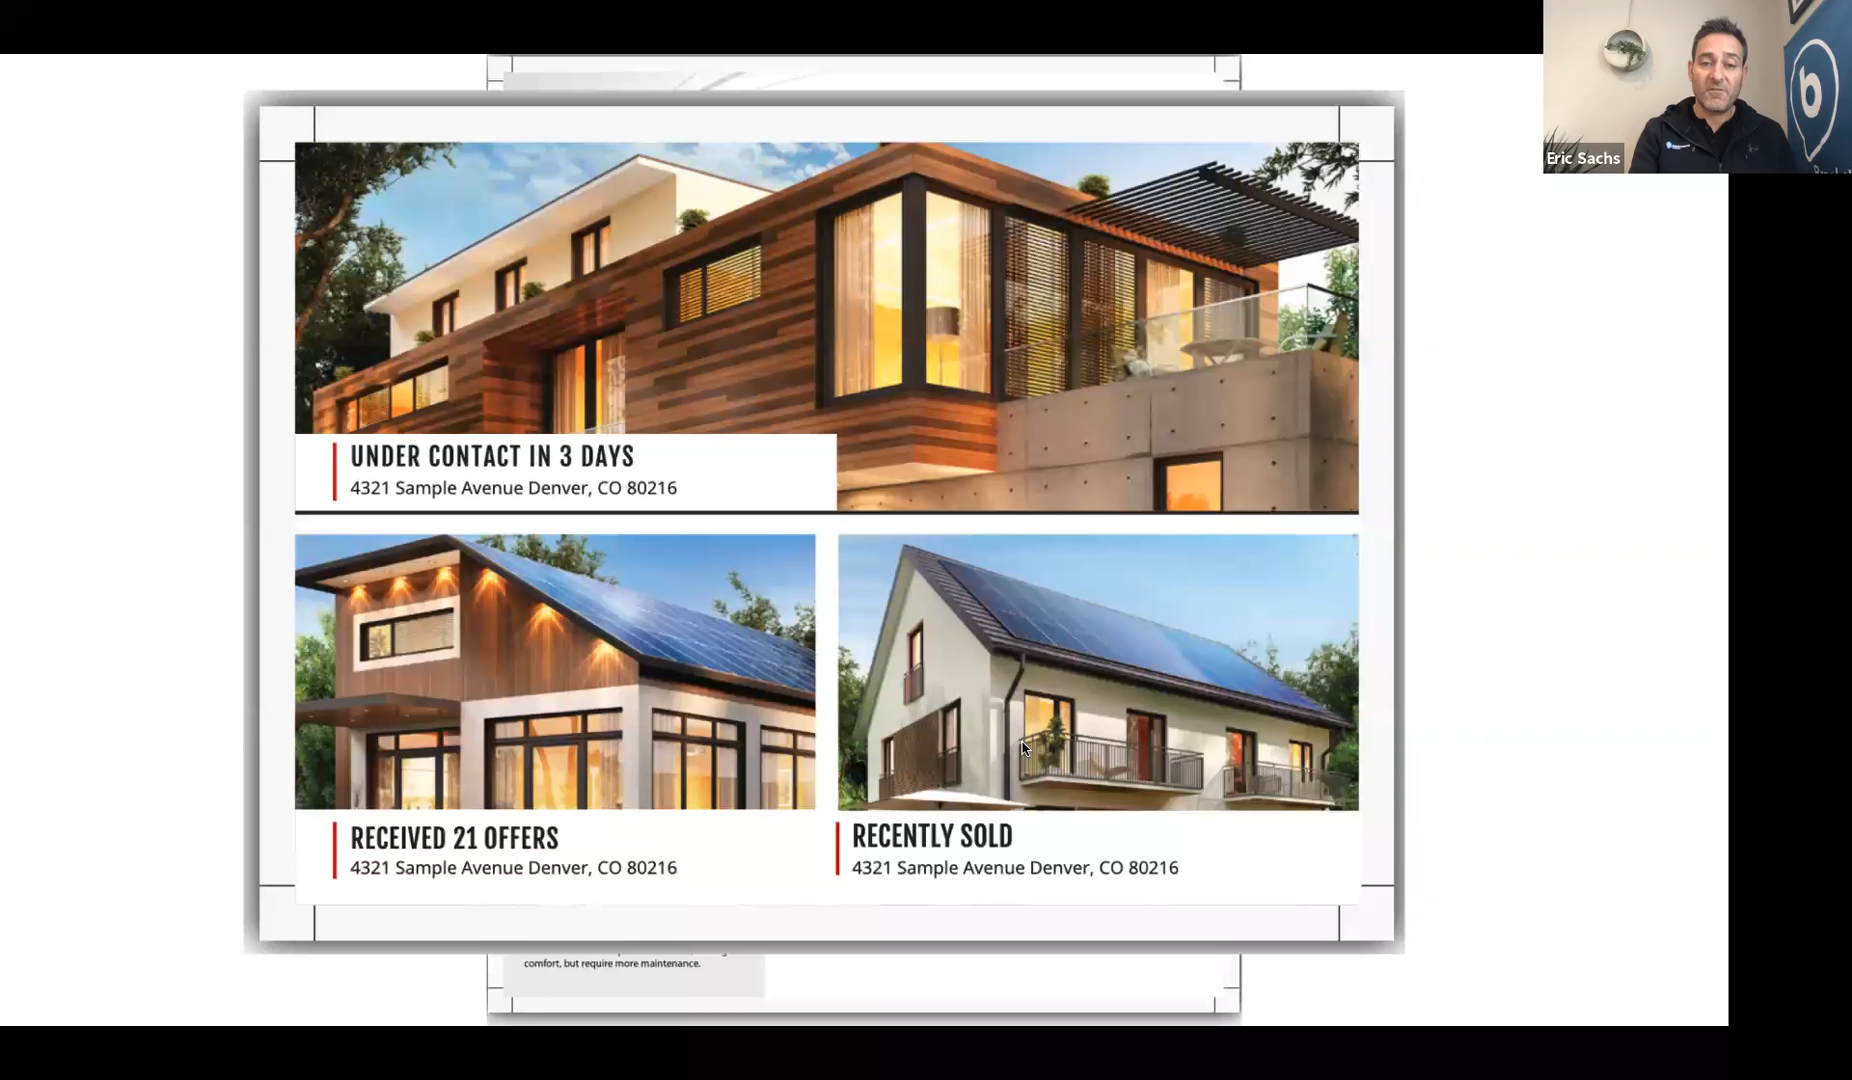 Eric Sachs
b
UNDER CONTACT IN 3 DAYS
4321 Sample Avenue Denver, CO 80216
RECEIVED 21 OFFERS
4321 Sample Avenue Denver, CO 80216
RECENTLY SOLD
4321 Sample Avenue Denver, CO 80216
comfort, but require more maintenance.